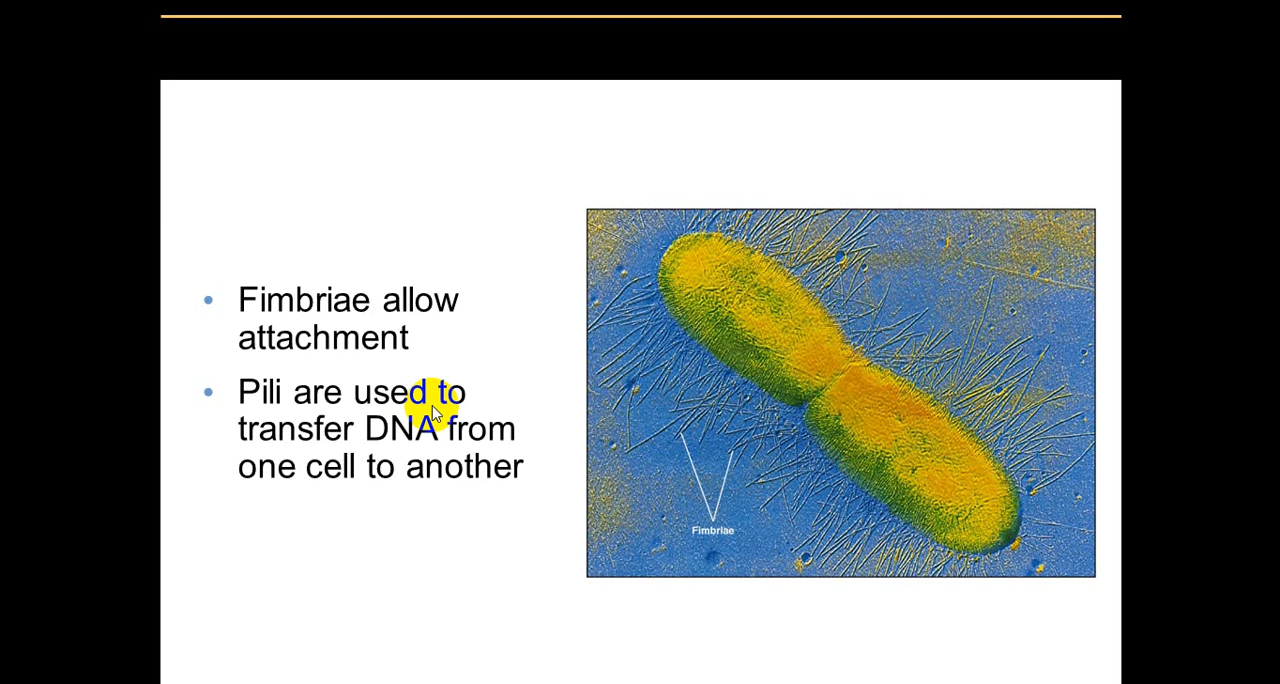 Fimbriae allow
attachment
Pili are used to
transfer DNA from
one cell to another
Fimbriae